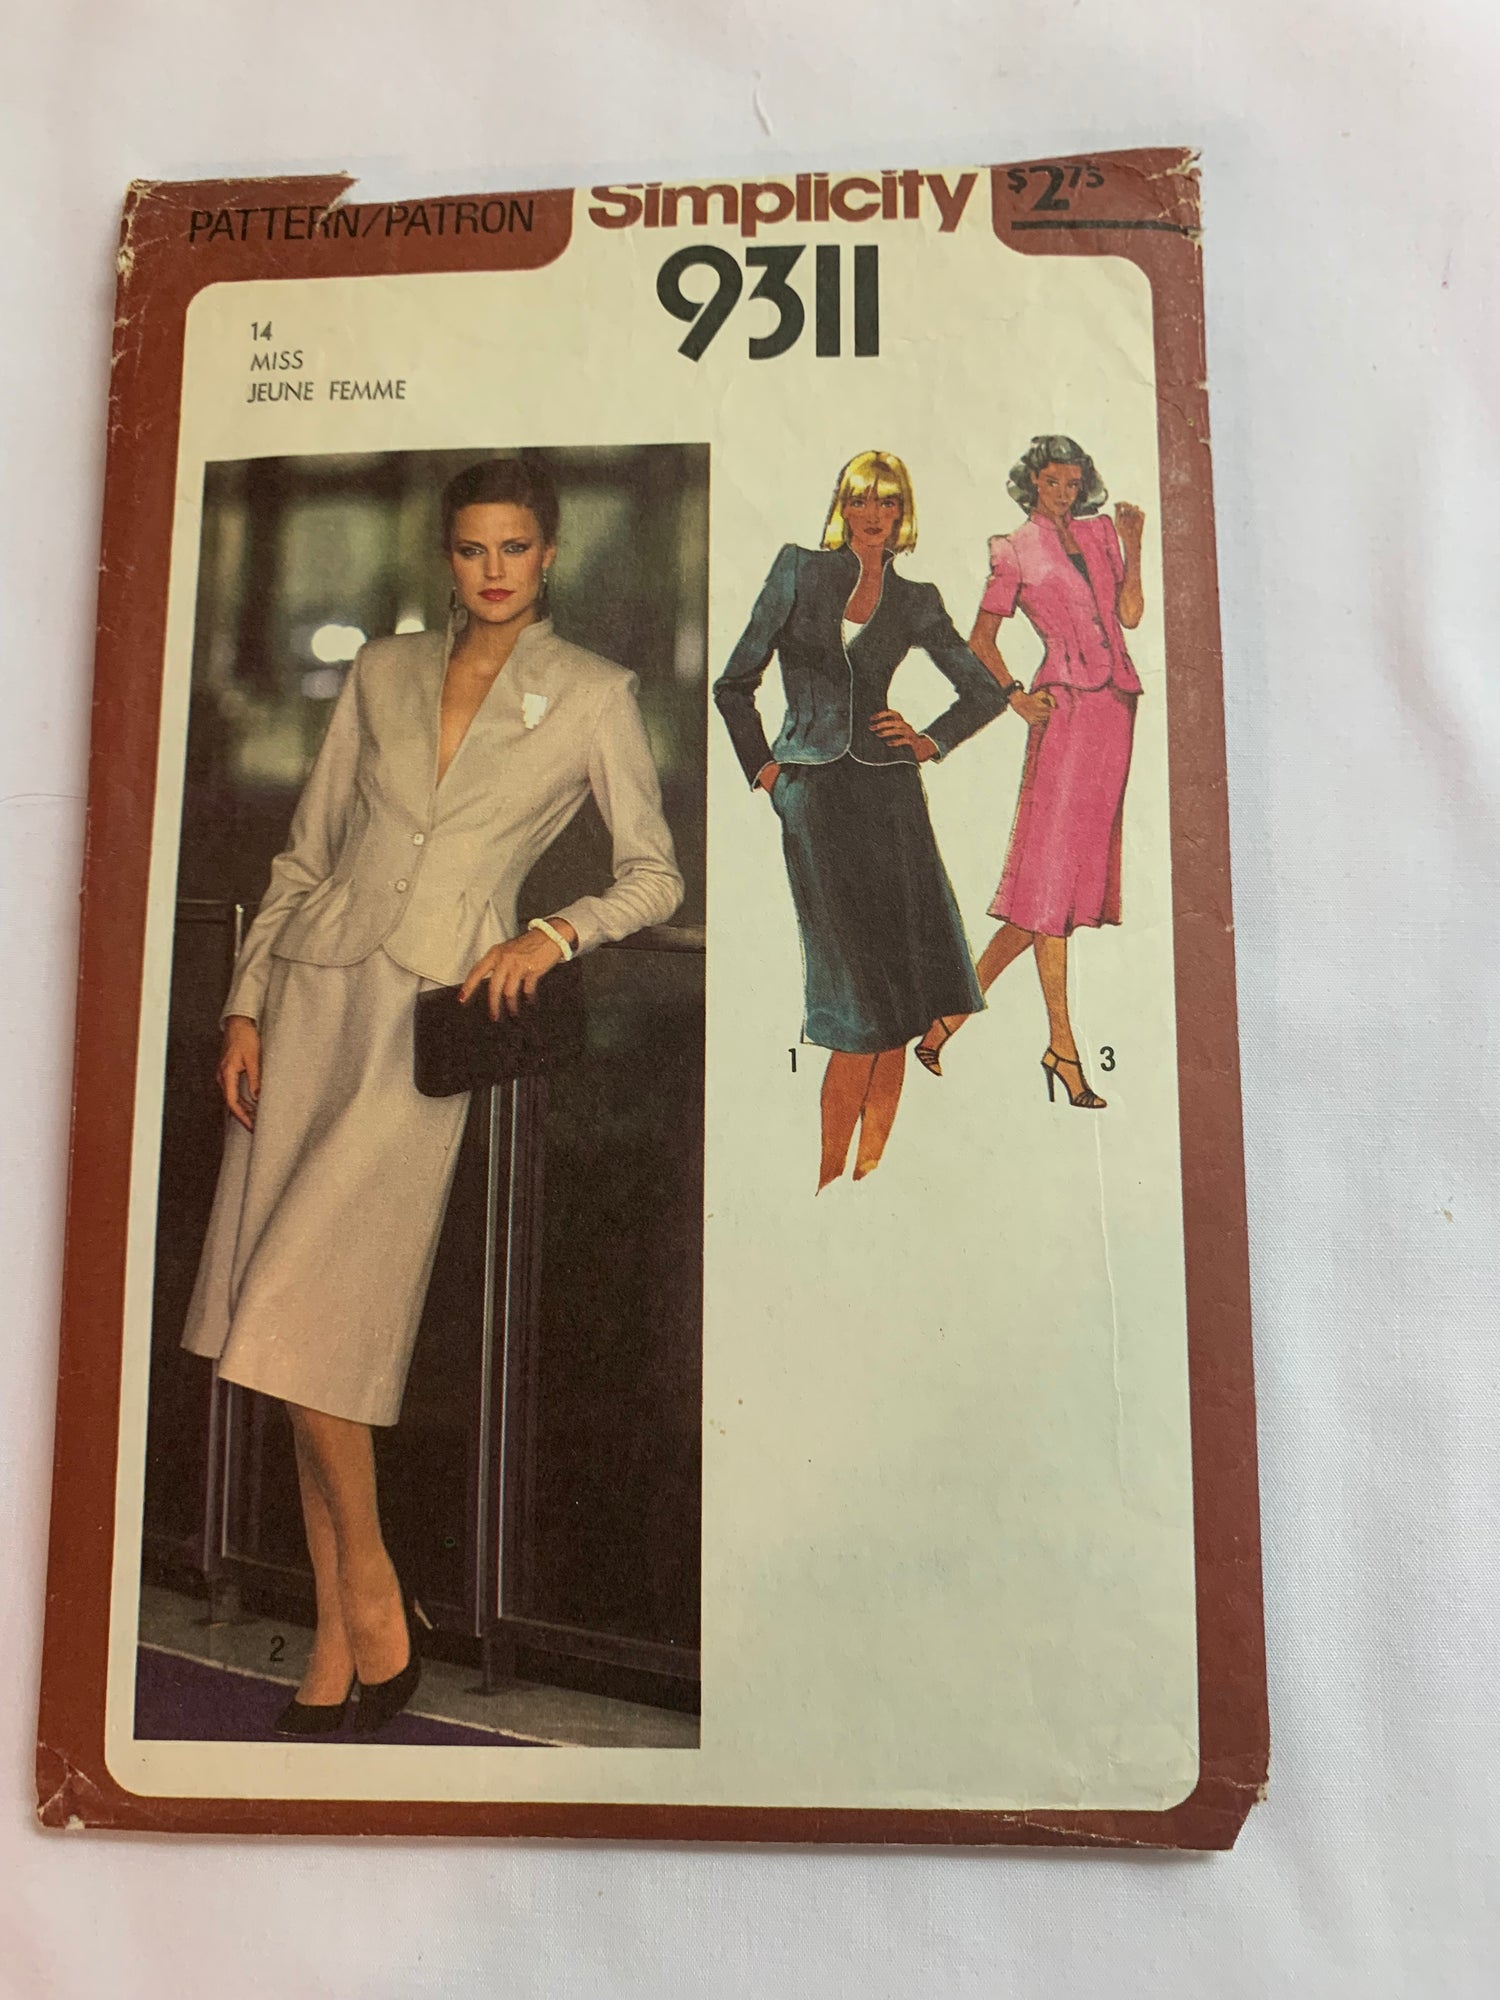 PATTERN/PATRON
Simplicity
$2.75
9311
14
MISS
JEUNE FEMME
1
3
2